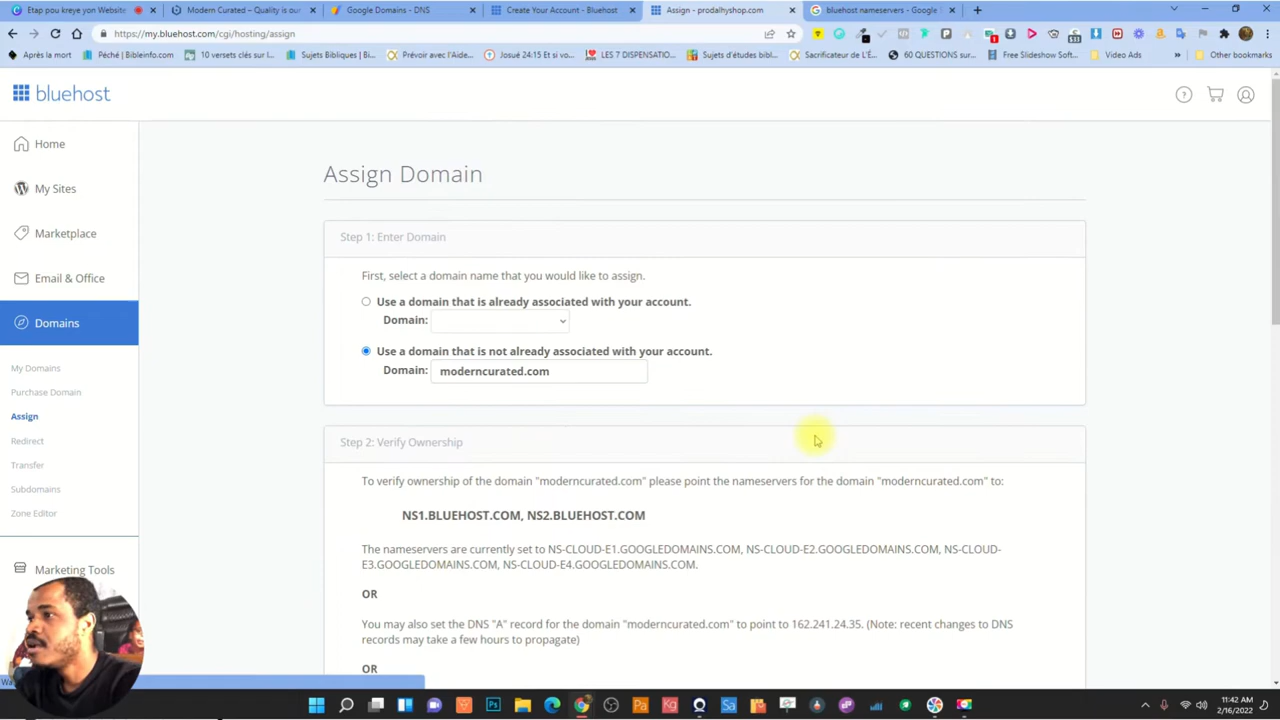 Etap pou kreye yon Website
Modern Curated – Quality is our
Google Domains - DNS
Create Your Account - Bluehost
Assign - prodalhyshop.com
bluehost nameservers - Google
https://my.bluehost.com/cgi/hosting/assign
Après la mort
Péché | Bibleinfo.com
10 versets clés sur l...
Sujets Bibliques | Bi...
Prévoir avec l'Aide...
Josué 24:15 Et si vo...
LES 7 DISPENSATIO...
Sujets d'études bibl...
Sacrificateur de L'É...
60 QUESTIONS sur...
Free Slideshow Soft...
Video Ads
»
Other bookmarks
bluehost
Home
My Sites
Marketplace
Email & Office
Domains
My Domains
Purchase Domain
Assign
Redirect
Transfer
Subdomains
Zone Editor
Marketing Tools
Assign Domain
Step 1: Enter Domain
First, select a domain name that you would like to assign.
Use a domain that is already associated with your account.
Domain:
Use a domain that is not already associated with your account.
Domain: moderncurated.com
Step 2: Verify Ownership
To verify ownership of the domain "moderncurated.com" please point the nameservers for the domain "moderncurated.com" to:
NS1.BLUEHOST.COM, NS2.BLUEHOST.COM
The nameservers are currently set to NS-CLOUD-E1.GOOGLEDOMAINS.COM, NS-CLOUD-E2.GOOGLEDOMAINS.COM, NS-CLOUD-
E3.GOOGLEDOMAINS.COM, NS-CLOUD-E4.GOOGLEDOMAINS.COM.
OR
You may also set the DNS "A" record for the domain "moderncurated.com" to point to 162.241.24.35. (Note: recent changes to DNS
records may take a few hours to propagate)
OR
11:42 AM
2/16/2022